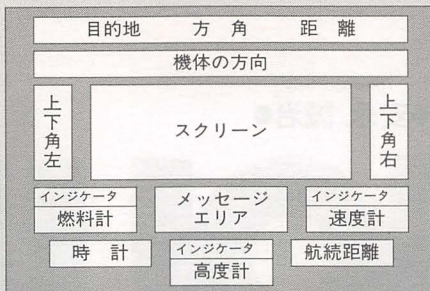 目的地　方　角　距　離
機体の方向
上下角左
スクリーン
上下角右
インジケータ
燃料計
メッセージ
エリア
インジケータ
速度計
時　計
インジケータ
高度計
航続距離